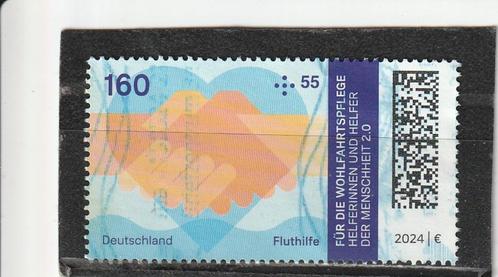 160
+ 55
Deutschland
Fluthilfe
FÜR DIE WOHLFAHRTSPFLEGE
HELFERINNEN UND HELFER
DER MENSCHHEIT 2.0
2024 | €